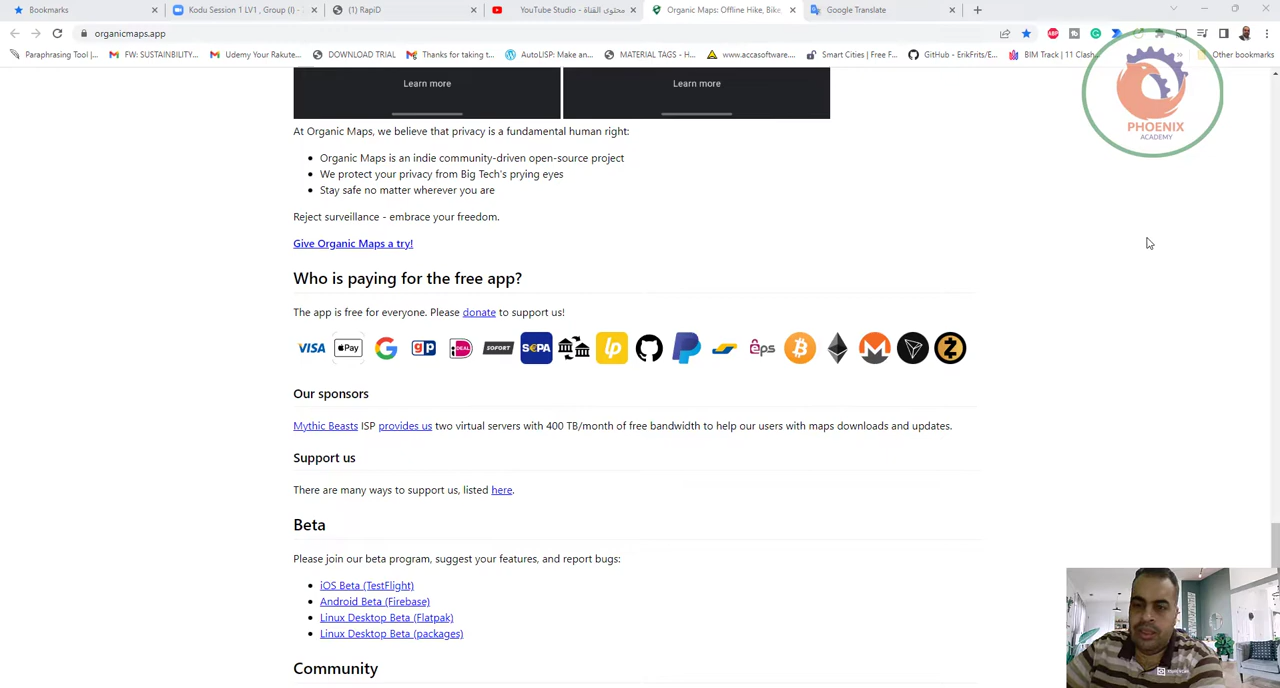 Bookmarks
Kodu Session 1 LV1 , Group (I) -
(1) RapiD
YouTube Studio - محتوى القناة
Organic Maps: Offline Hike, Bike
Google Translate
organicmaps.app
Paraphrasing Tool |...
FW: SUSTAINABILITY...
Udemy Your Rakute...
DOWNLOAD TRIAL
Thanks for taking t...
AutoLISP: Make an...
MATERIAL TAGS - H...
www.accasoftware...
Smart Cities | Free F...
GitHub - ErikFrits/E...
BIM Track | 11 Clash
Other bookmarks
PHOENIX
ACADEMY
Learn more
Learn more
At Organic Maps, we believe that privacy is a fundamental human right:
Organic Maps is an indie community-driven open-source project
We protect your privacy from Big Tech's prying eyes
Stay safe no matter wherever you are
Reject surveillance - embrace your freedom.
Give Organic Maps a try!
Who is paying for the free app?
The app is free for everyone. Please donate to support us!
VISA Pay G IDEAL SOFORT S€PA lp eps
Our sponsors
Mythic Beasts ISP provides us two virtual servers with 400 TB/month of free bandwidth to help our users with maps downloads and updates.
Support us
There are many ways to support us, listed here.
Beta
Please join our beta program, suggest your features, and report bugs:
iOS Beta (TestFlight)
Android Beta (Firebase)
Linux Desktop Beta (Flatpak)
Linux Desktop Beta (packages)
Community